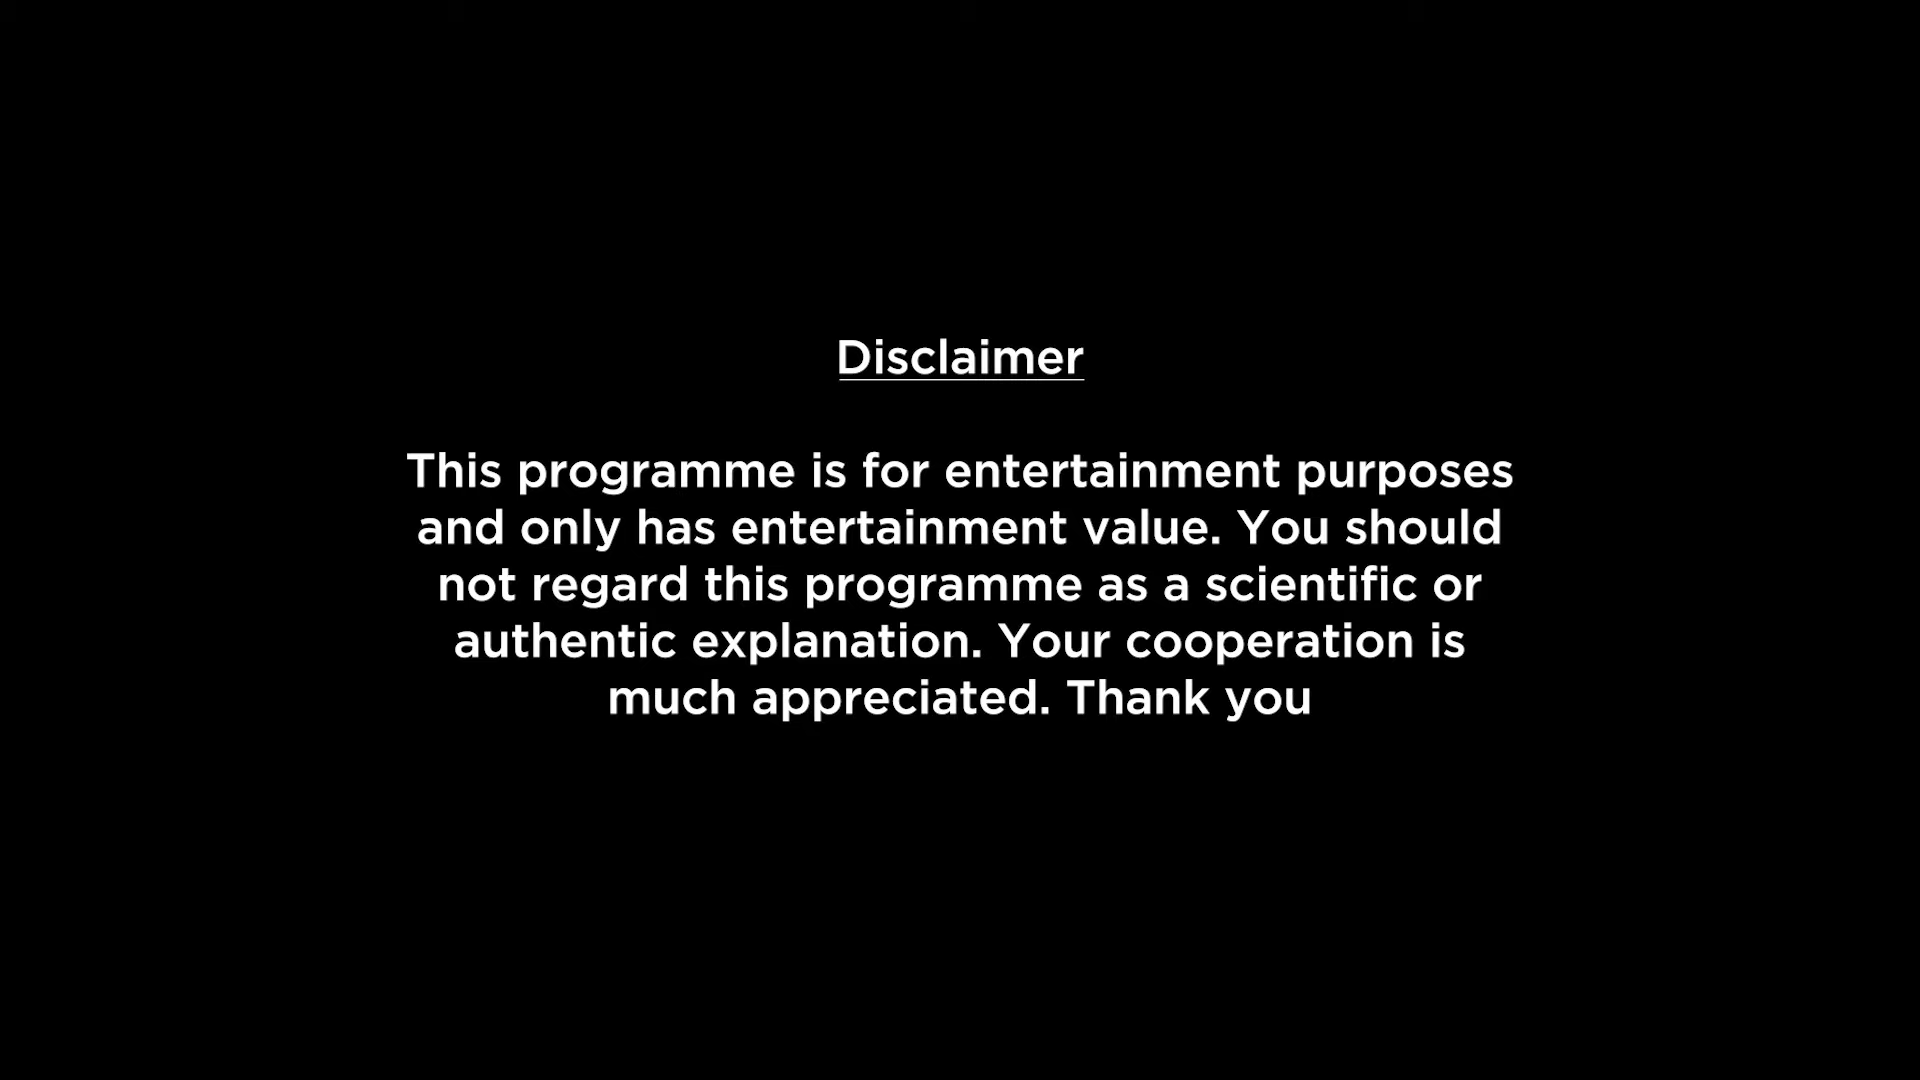 Disclaimer
This programme is for entertainment purposes
and only has entertainment value. You should
not regard this programme as a scientific or
authentic explanation. Your cooperation is
much appreciated. Thank you